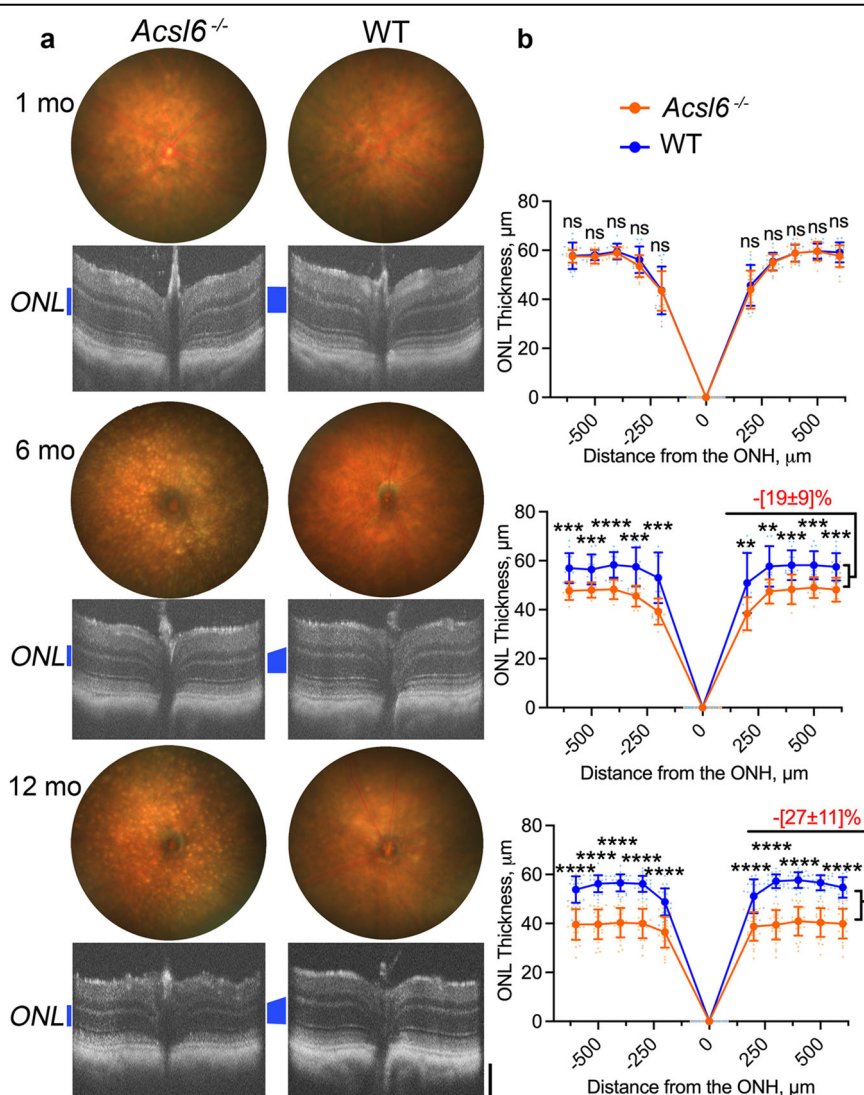 a
Acsl6 -/-
WT
1 mo
ONL
6 mo
ONL
12 mo
ONL
b
Acsl6 -/-
WT
ONL Thickness, µm
80
60
40
20
0
ns ns ns ns ns ns ns ns ns ns
-500 -250 0 250 500
Distance from the ONH, µm
-[19±9]%
ONL Thickness, µm
80
60
40
20
0
*** *** **** *** *** ** ** *** *** ***
-500 -250 0 250 500
Distance from the ONH, µm
-[27±11]%
ONL Thickness, µm
80
60
40
20
0
**** **** **** **** **** **** **** **** ****
-500 -250 0 250 500
Distance from the ONH, µm